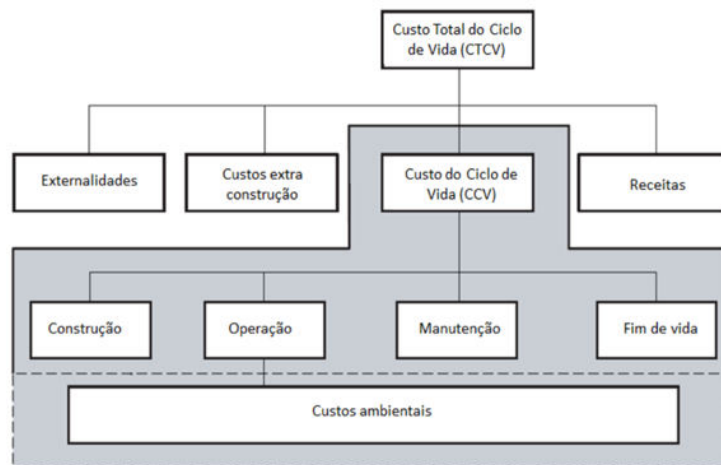 Custo Total do Ciclo
de Vida (CTCV)
Externalidades
Custos extra
construção
Custo do Ciclo de
Vida (CCV)
Receitas
Construção
Operação
Manutenção
Fim de vida
Custos ambientais